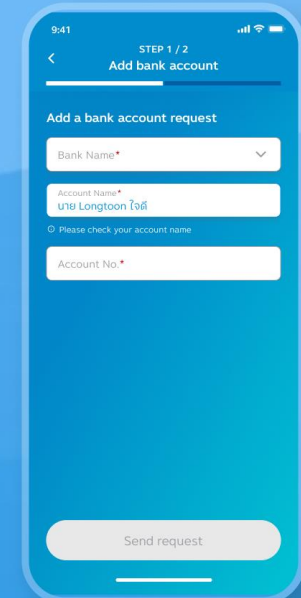 9:41
STEP 1 / 2
Add bank account
Add a bank account request
Bank Name*
Account Name*
นาย Longtoon ใจดี
Please check your account name
Account No.*
Send request